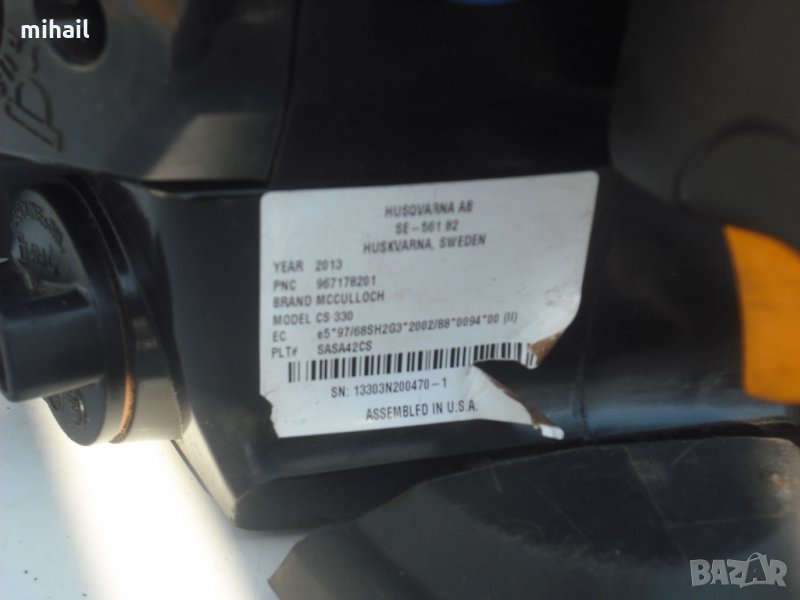 mihail
HUSQVARNA AB
SE-561 82
HUSKVARNA, SWEDEN
YEAR 2013
PNC 967178201
BRAND MCCULLOCH
MODEL CS 330
EC e5*97/68SH2G3*2002/88*0094*00 (II)
PLT# SASA42CS
SN: 13303N200470-1
ASSEMBLED IN U.S.A.
BAZAR